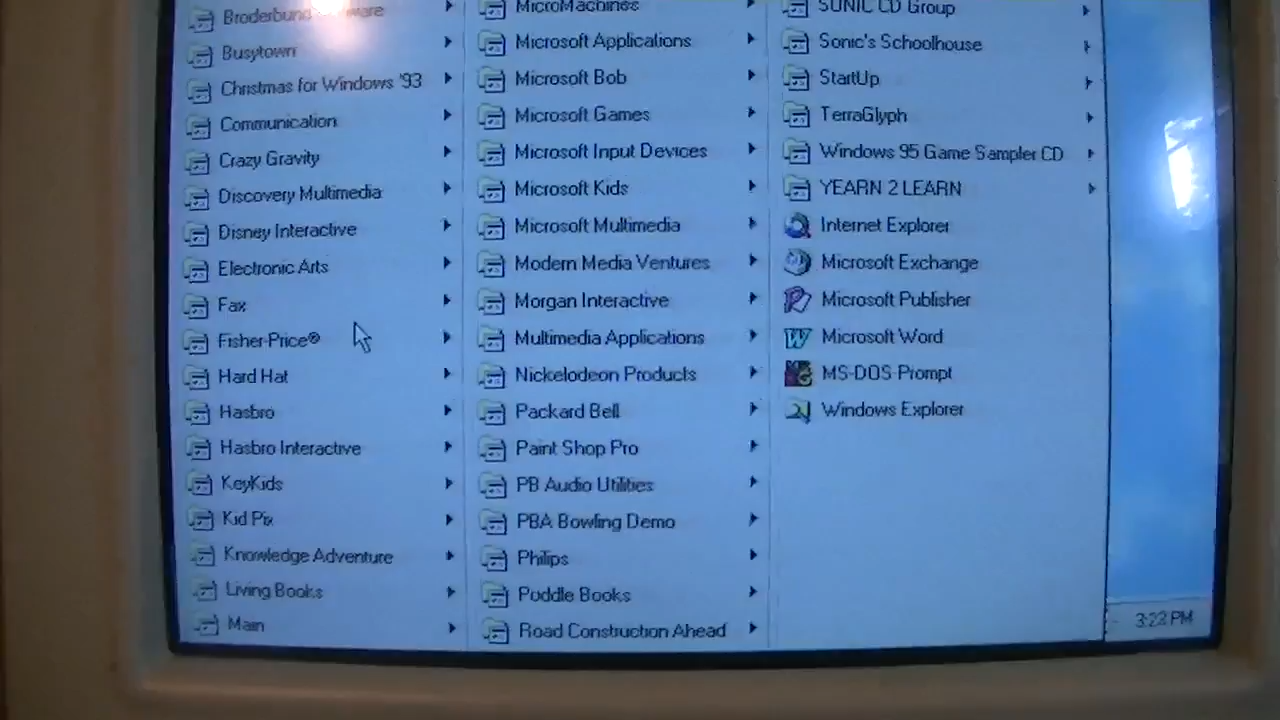 Broderbund
Busytown
Christmas for Windows '93
Communication
Crazy Gravity
Discovery Multimedia
Disney Interactive
Electronic Arts
Fax
Fisher-Price®
Hard Hat
Hasbro
Hasbro Interactive
KeyKids
Kid Pix
Knowledge Adventure
Living Books
Main
MicroMachines
Microsoft Applications
Microsoft Bob
Microsoft Games
Microsoft Input Devices
Microsoft Kids
Microsoft Multimedia
Modern Media Ventures
Morgan Interactive
Multimedia Applications
Nickelodeon Products
Packard Bell
Paint Shop Pro
PB Audio Utilities
PBA Bowling Demo
Philips
Puddle Books
Road Construction Ahead
SONIC CD Group
Sonic's Schoolhouse
StartUp
TerraGlyph
Windows 95 Game Sampler CD
YEARN 2 LEARN
Internet Explorer
Microsoft Exchange
Microsoft Publisher
Microsoft Word
MS-DOS Prompt
Windows Explorer
3:23 PM